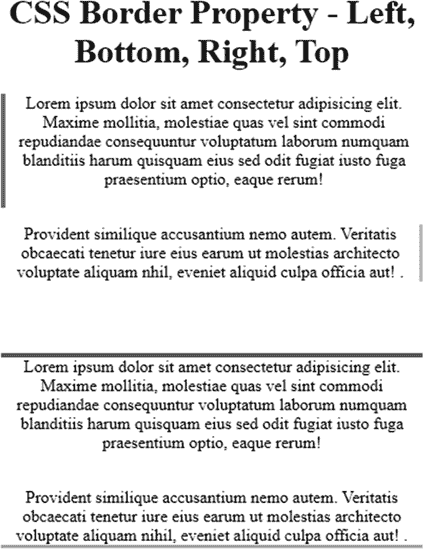 CSS Border Property - Left,
Bottom, Right, Top
Lorem ipsum dolor sit amet consectetur adipisicing elit.
Maxime mollitia, molestiae quas vel sint commodi
repudiandae consequuntur voluptatum laborum numquam
blanditiis harum quisquam eius sed odit fugiat iusto fuga
praesentium optio, eaque rerum!
Provident similique accusantium nemo autem. Veritatis
obcaecati tenetur iure eius earum ut molestias architecto
voluptate aliquam nihil, eveniet aliquid culpa officia aut! .
Lorem ipsum dolor sit amet consectetur adipisicing elit.
Maxime mollitia, molestiae quas vel sint commodi
repudiandae consequuntur voluptatum laborum numquam
blanditiis harum quisquam eius sed odit fugiat iusto fuga
praesentium optio, eaque rerum!
Provident similique accusantium nemo autem. Veritatis
obcaecati tenetur iure eius earum ut molestias architecto
voluptate aliquam nihil, eveniet aliquid culpa officia aut! .